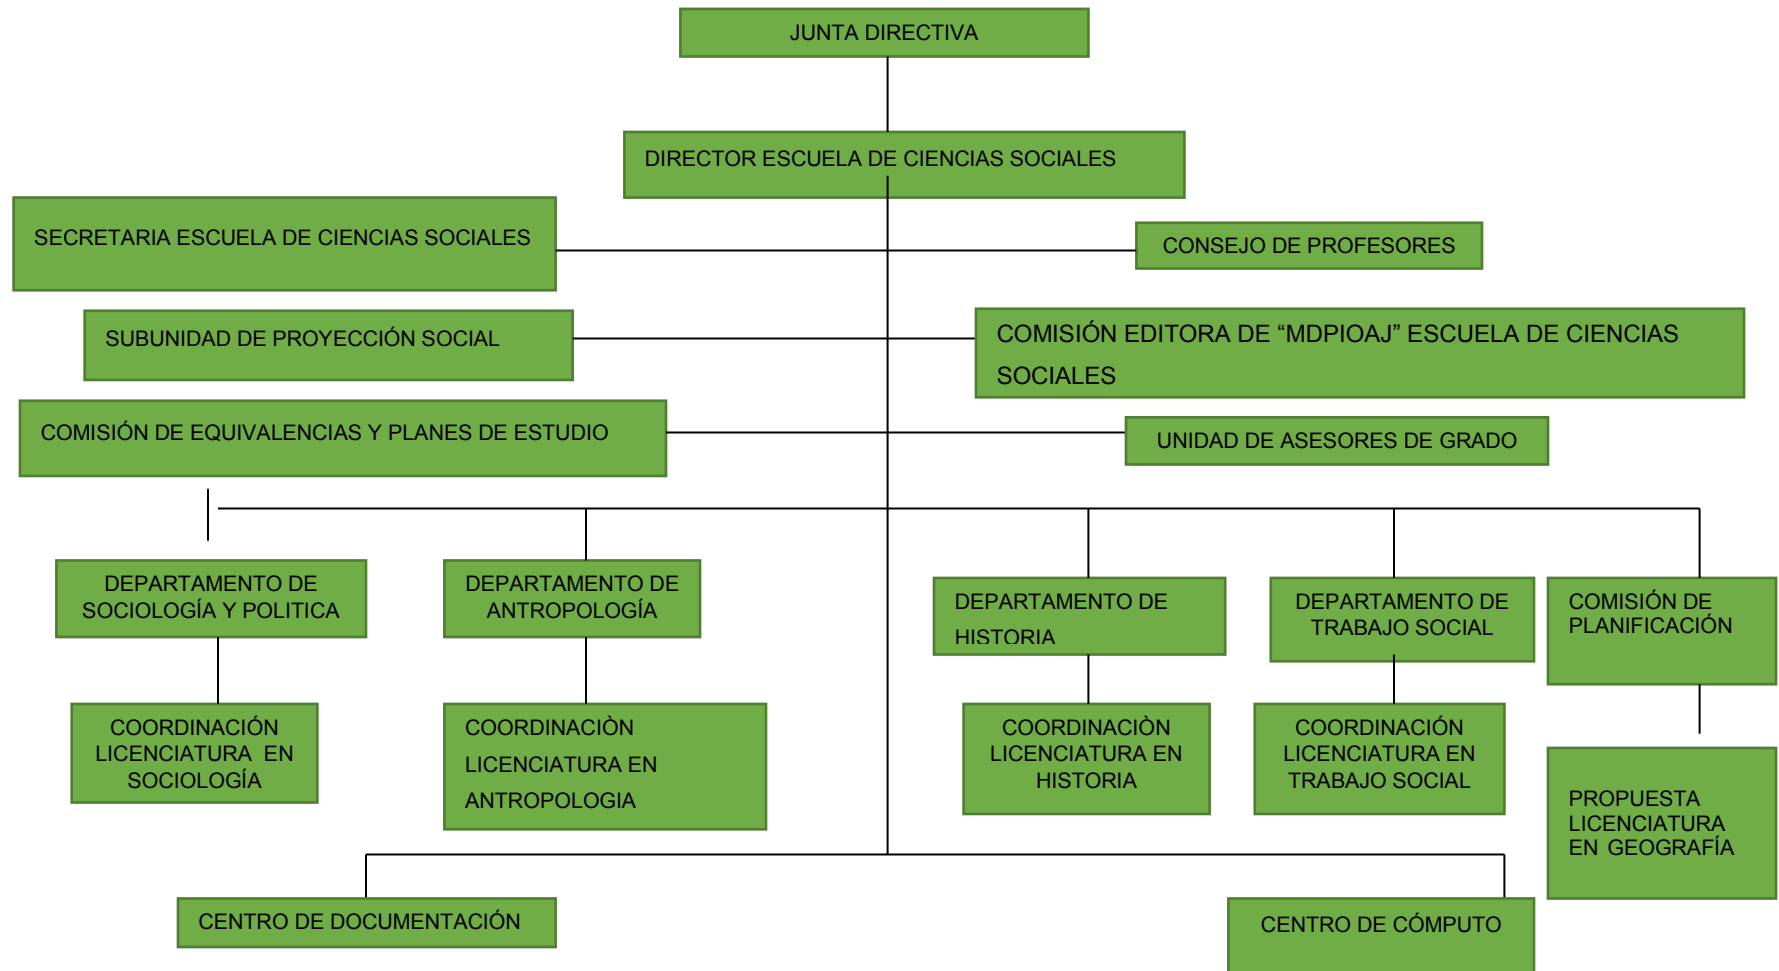 JUNTA DIRECTIVA
DIRECTOR ESCUELA DE CIENCIAS SOCIALES
SECRETARIA ESCUELA DE CIENCIAS SOCIALES
CONSEJO DE PROFESORES
SUBUNIDAD DE PROYECCIÓN SOCIAL
COMISIÓN EDITORA DE “MDPIOAJ” ESCUELA DE CIENCIAS
SOCIALES
COMISIÓN DE EQUIVALENCIAS Y PLANES DE ESTUDIO
UNIDAD DE ASESORES DE GRADO
DEPARTAMENTO DE
SOCIOLOGÍA Y POLITICA
DEPARTAMENTO DE
ANTROPOLOGÍA
DEPARTAMENTO DE
HISTORIA
DEPARTAMENTO DE
TRABAJO SOCIAL
COMISIÓN DE
PLANIFICACIÓN
COORDINACIÓN
LICENCIATURA EN
SOCIOLOGÍA
COORDINACIÒN
LICENCIATURA EN
ANTROPOLOGIA
COORDINACIÒN
LICENCIATURA EN
HISTORIA
COORDINACIÓN
LICENCIATURA EN
TRABAJO SOCIAL
PROPUESTA
LICENCIATURA
EN GEOGRAFÍA
CENTRO DE DOCUMENTACIÓN
CENTRO DE CÓMPUTO